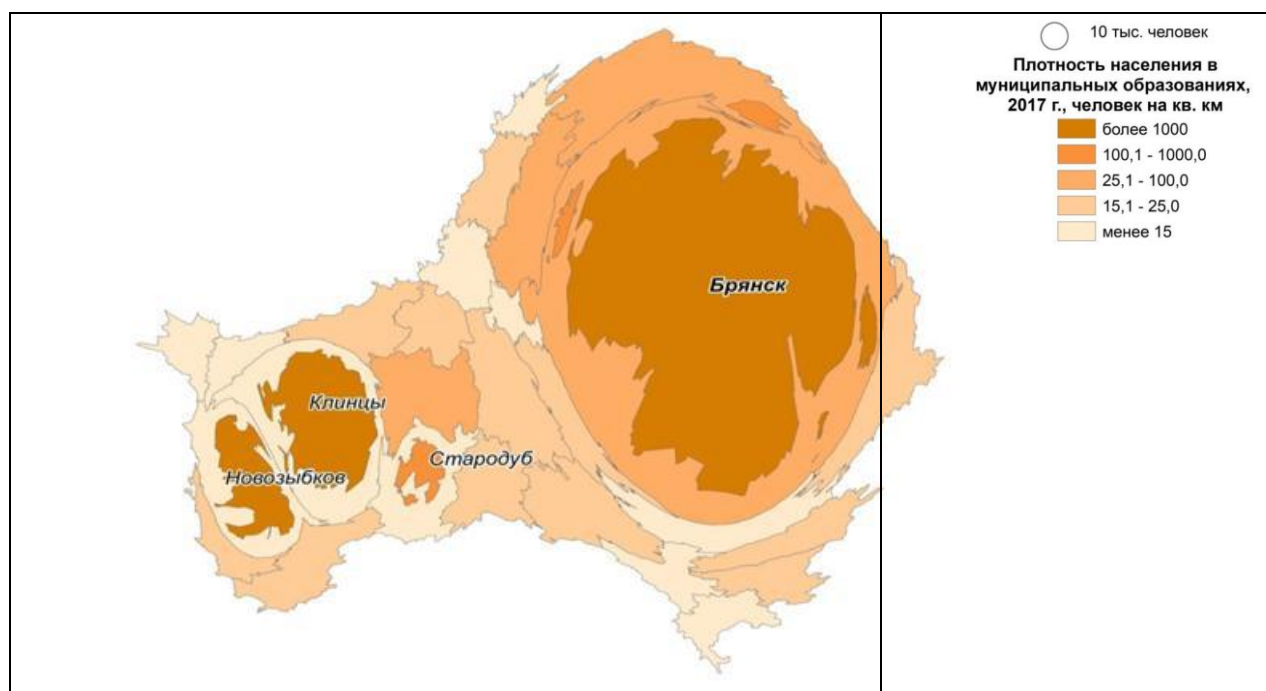 10 тыс. человек
Плотность населения в
муниципальных образованиях,
2017 г., человек на кв. км
более 1000
100,1 - 1000,0
25,1 - 100,0
15,1 - 25,0
менее 15
Брянск
Клинцы
Стародуб
Новозыбков